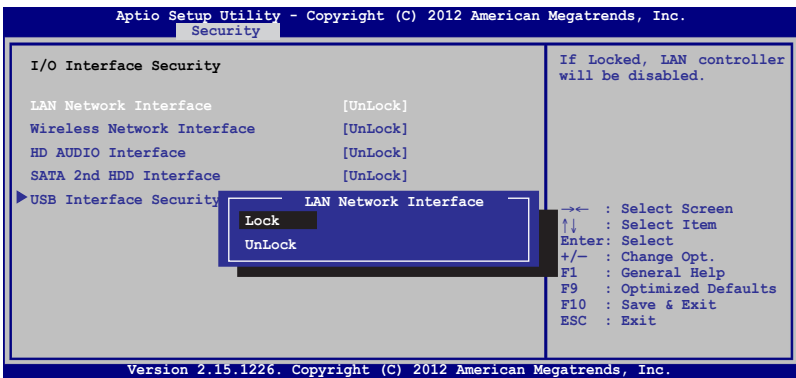 Aptio Setup Utility - Copyright (C) 2012 American Megatrends, Inc.
Security
I/O Interface Security
LAN Network Interface [UnLock]
Wireless Network Interface [UnLock]
HD AUDIO Interface [UnLock]
SATA 2nd HDD Interface [UnLock]
USB Interface Security
LAN Network Interface
Lock
UnLock
If Locked, LAN controller
will be disabled.
→← : Select Screen
↑↓ : Select Item
Enter: Select
+/— : Change Opt.
F1 : General Help
F9 : Optimized Defaults
F10 : Save & Exit
ESC : Exit
Version 2.15.1226. Copyright (C) 2012 American Megatrends, Inc.